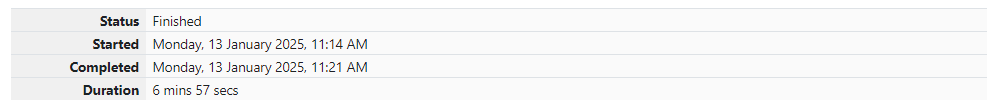 Status Finished
Started Monday, 13 January 2025, 11:14 AM
Completed Monday, 13 January 2025, 11:21 AM
Duration 6 mins 57 secs